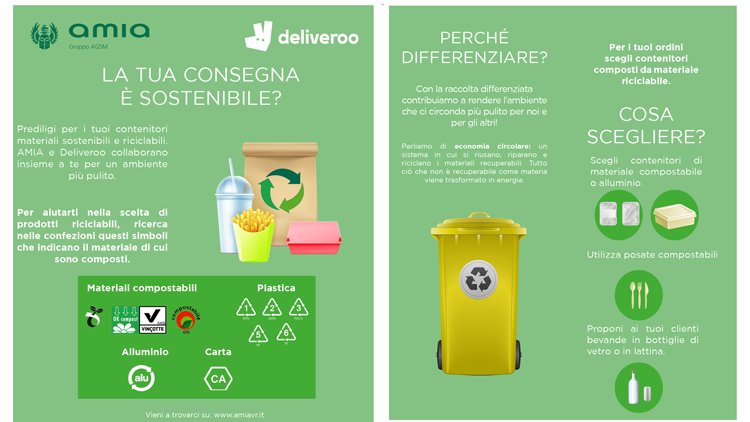 amia
Gruppo AGSM
deliveroo
LA TUA CONSEGNA
È SOSTENIBILE?
Prediligi per i tuoi contenitori
materiali sostenibili e riciclabili.
AMIA e Deliveroo collaborano
insieme a te per un ambiente
più pulito.
Per aiutarti nella scelta di
prodotti riciclabili, ricerca
nelle confezioni questi simboli
che indicano il materiale di cui
sono composti.
Materiali compostabili
OK compost
VINÇOTTE
compostabile
CIC
Plastica
1
2
3
5
6
Alluminio
alu
Carta
CA
Vieni a trovarci su: www.amiavr.it
PERCHÉ
DIFFERENZIARE?
Con la raccolta differenziata
contribuiamo a rendere l'ambiente
che ci circonda più pulito per noi e
per gli altri!
Parliamo di economia circolare: un
sistema in cui si riusano, riparano e
riciclano i materiali recuperabili. Tutto
ciò che non è recuperabile come materia
viene trasformato in energia.
Per i tuoi ordini
scegli contenitori
composti da materiale
riciclabile.
COSA
SCEGLIERE?
Scegli contenitori di
materiale compostabile
o alluminio.
Utilizza posate compostabili
Proponi ai tuoi clienti
bevande in bottiglie di
vetro o in lattina.